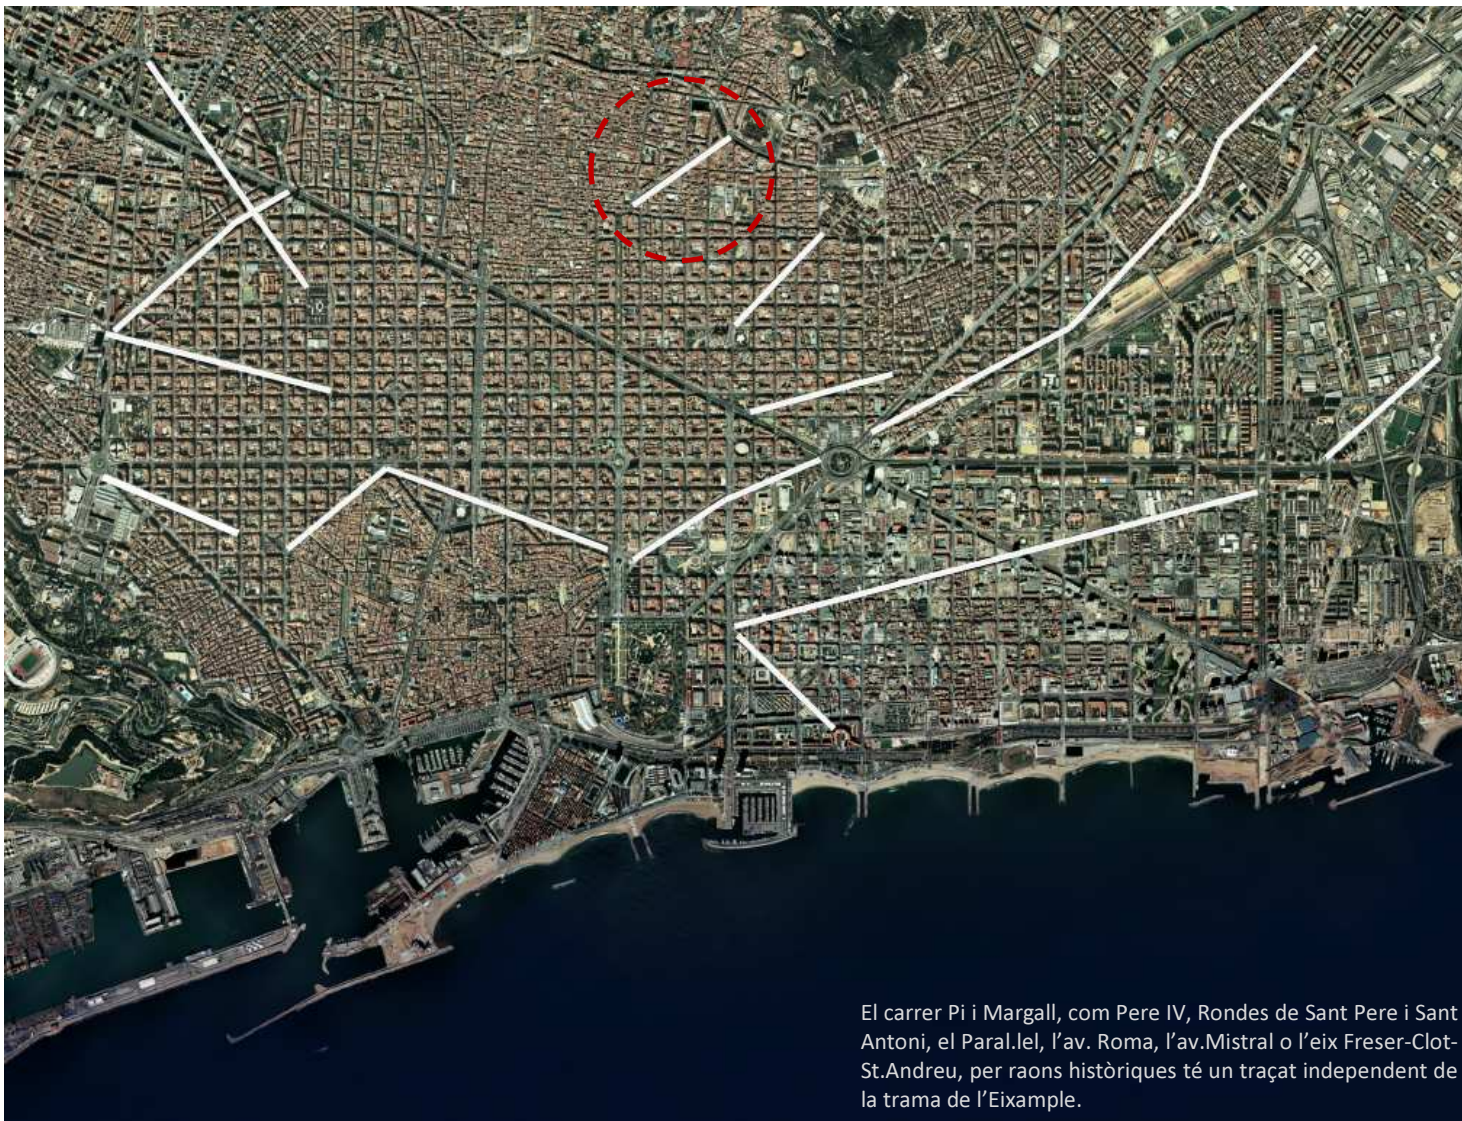 El carrer Pi i Margall, com Pere IV, Rondes de Sant Pere i Sant
Antoni, el Paral.lel, l’av. Roma, l’av.Mistral o l’eix Freser-Clot-
St.Andreu, per raons històriques té un traçat independent de
la trama de l’Eixample.